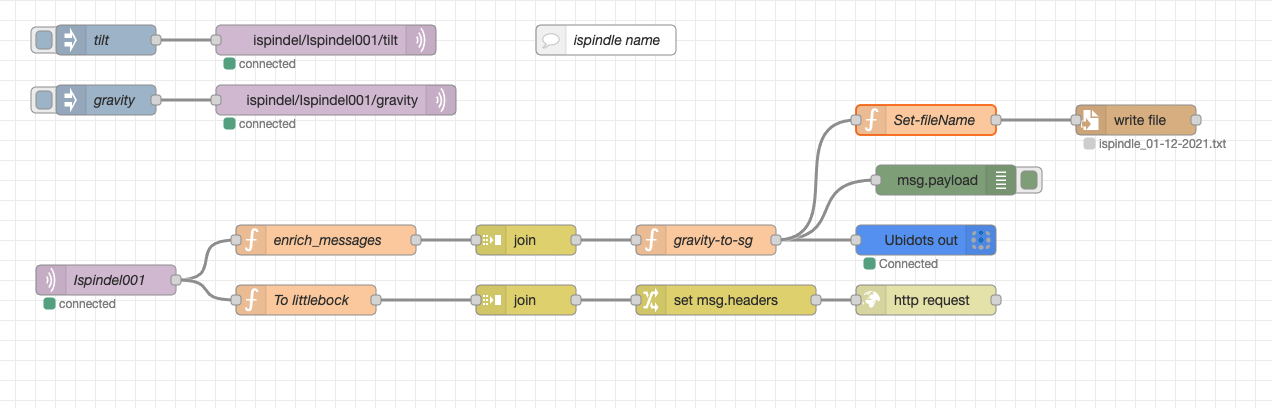 tilt
ispindel/Ispindel001/tilt
ispindle name
connected
gravity
ispindel/Ispindel001/gravity
connected
Set-fileName
write file
ispindle_01-12-2021.txt
msg.payload
enrich_messages
join
gravity-to-sg
Ubidots out
Connected
Ispindel001
connected
To littlebock
join
set msg.headers
http request